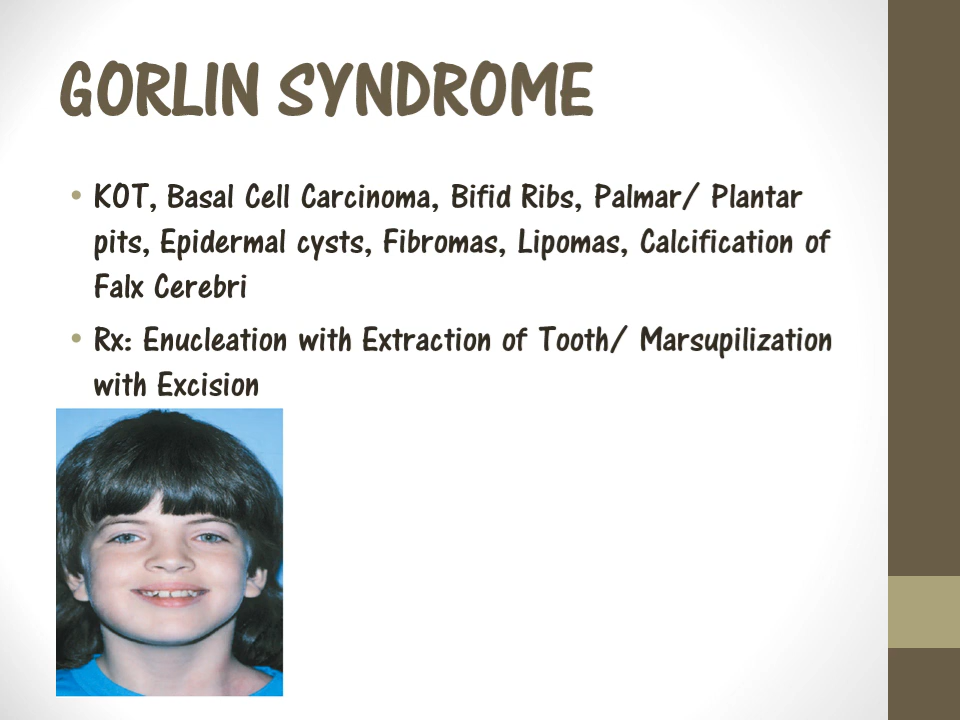 GORLIN SYNDROME
• KOT, Basal Cell Carcinoma, Bifid Ribs, Palmar/ Plantar
pits, Epidermal cysts, Fibromas, Lipomas, Calcification of
Falx Cerebri
• Rx: Enucleation with Extraction of Tooth/ Marsupilization
with Excision